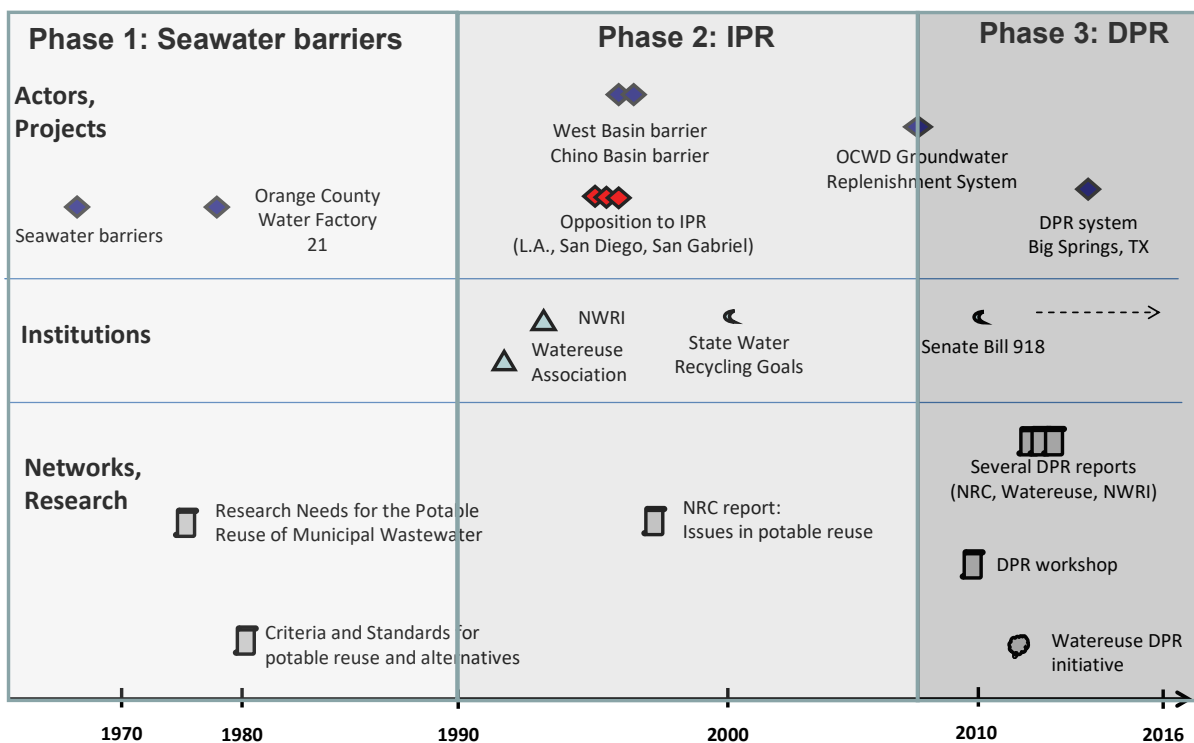 Phase 1: Seawater barriers
Phase 2: IPR
Phase 3: DPR
Actors,
Projects
West Basin barrier
Chino Basin barrier
OCWD Groundwater
Replenishment System
Seawater barriers
Orange County
Water Factory
21
Opposition to IPR
(L.A., San Diego, San Gabriel)
DPR system
Big Springs, TX
Institutions
NWRI
Watereuse
Association
State Water
Recycling Goals
Senate Bill 918
Networks,
Research
Several DPR reports
(NRC, Watereuse, NWRI)
Research Needs for the Potable
Reuse of Municipal Wastewater
NRC report:
Issues in potable reuse
DPR workshop
Criteria and Standards for
potable reuse and alternatives
Watereuse DPR
initiative
1970
1980
1990
2000
2010
2016